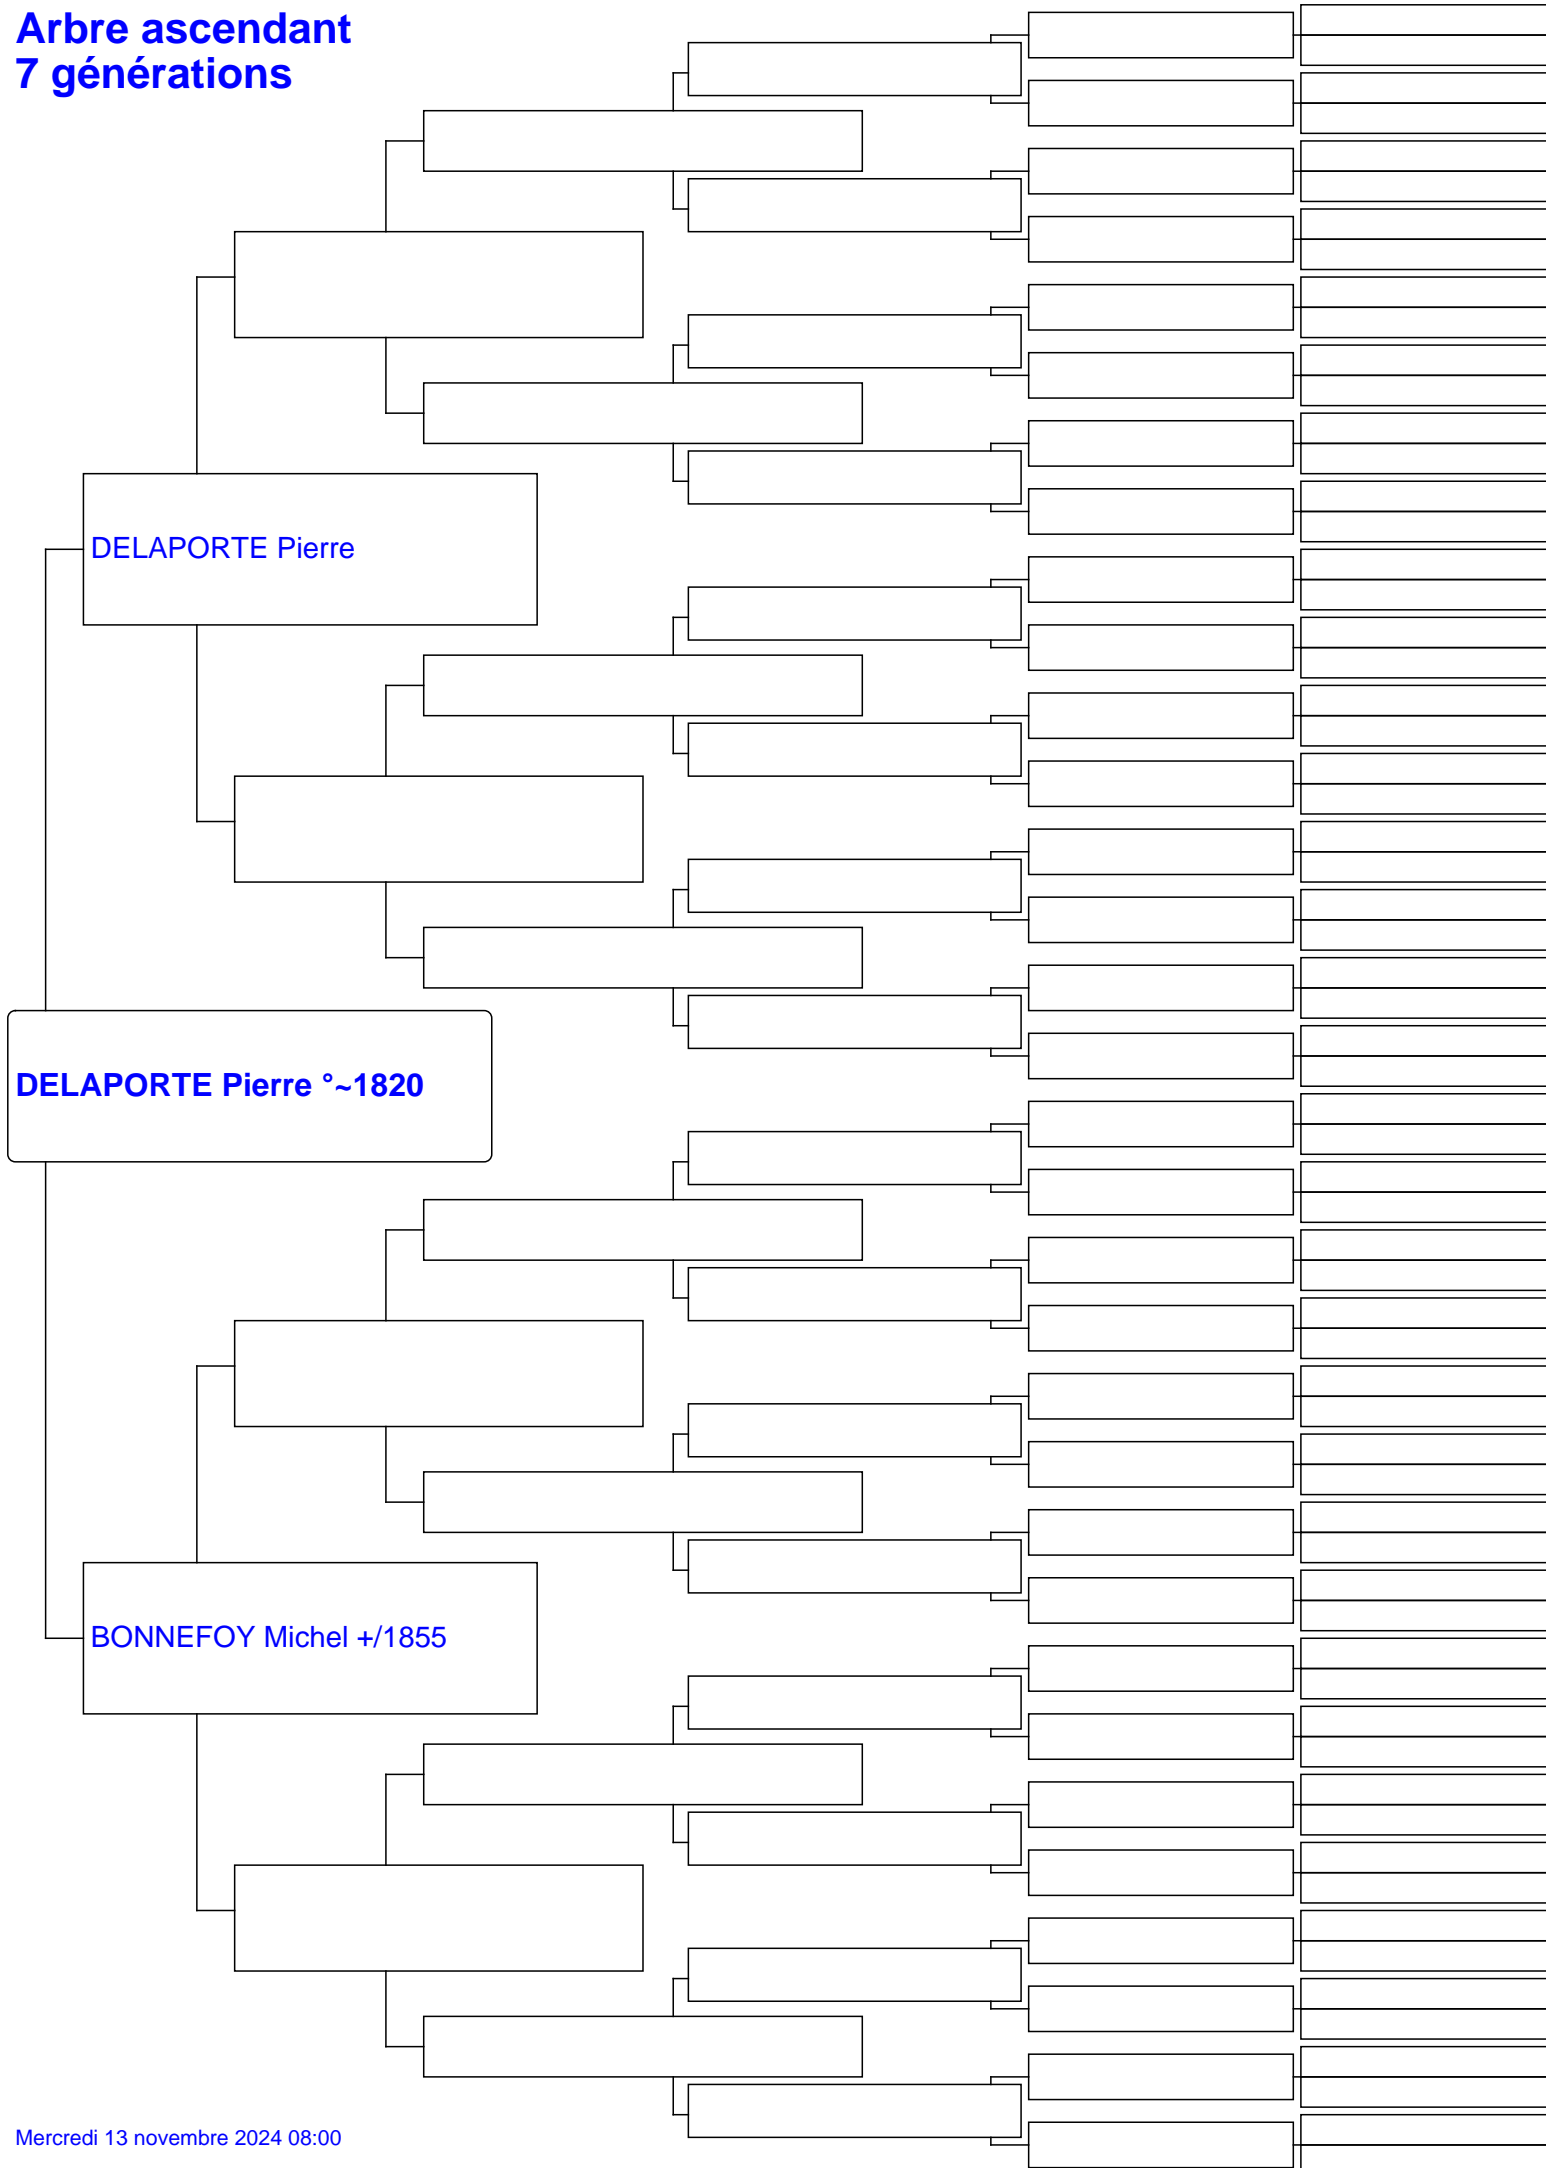 Arbre ascendant
7 générations
DELAPORTE Pierre
DELAPORTE Pierre °~1820
BONNEFOY Michel +/1855
Mercredi 13 novembre 2024 08:00